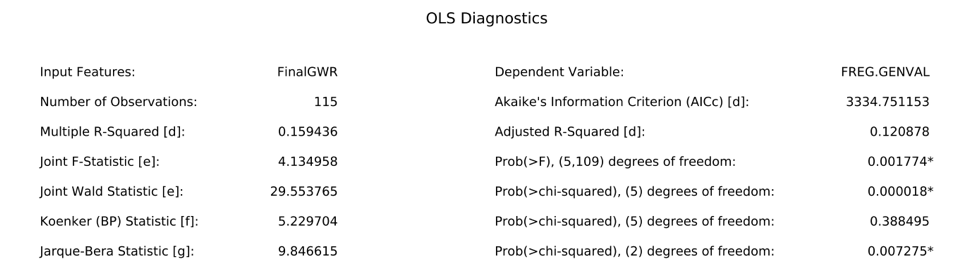 OLS Diagnostics
Input Features: FinalGWR Dependent Variable: FREG.GENVAL
Number of Observations: 115 Akaike's Information Criterion (AICc) [d]: 3334.751153
Multiple R-Squared [d]: 0.159436 Adjusted R-Squared [d]: 0.120878
Joint F-Statistic [e]: 4.134958 Prob(>F), (5,109) degrees of freedom: 0.001774*
Joint Wald Statistic [e]: 29.553765 Prob(>chi-squared), (5) degrees of freedom: 0.000018*
Koenker (BP) Statistic [f]: 5.229704 Prob(>chi-squared), (5) degrees of freedom: 0.388495
Jarque-Bera Statistic [g]: 9.846615 Prob(>chi-squared), (2) degrees of freedom: 0.007275*